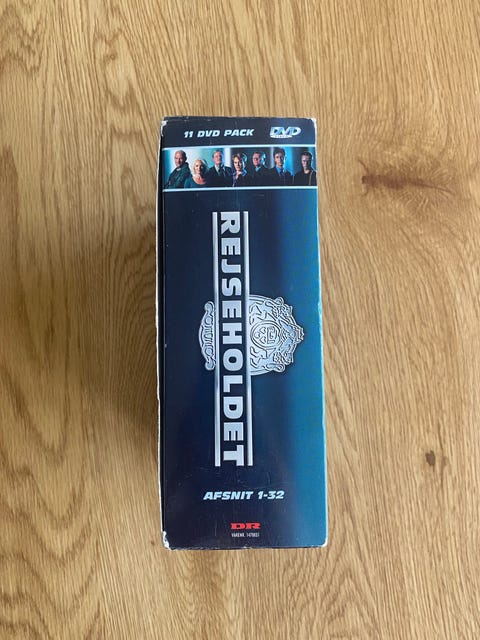 11 DVD PACK
DVD
REJSEHOLDET
AFSNIT 1-32
DR